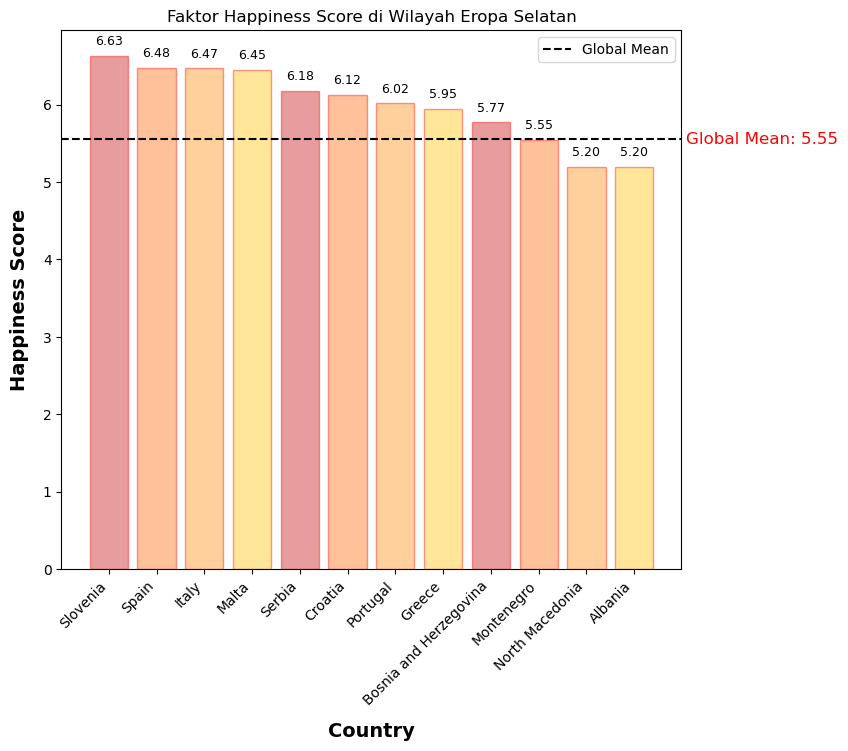 Faktor Happiness Score di Wilayah Eropa Selatan
Global Mean
6.63
6.48
6.47
6.45
6.18
6.12
6.02
5.95
5.77
5.55
5.20
5.20
Global Mean: 5.55
Happiness Score
6
5
4
3
2
1
0
Slovenia
Spain
Italy
Malta
Serbia
Croatia
Portugal
Greece
Bosnia and Herzegovina
Montenegro
North Macedonia
Albania
Country